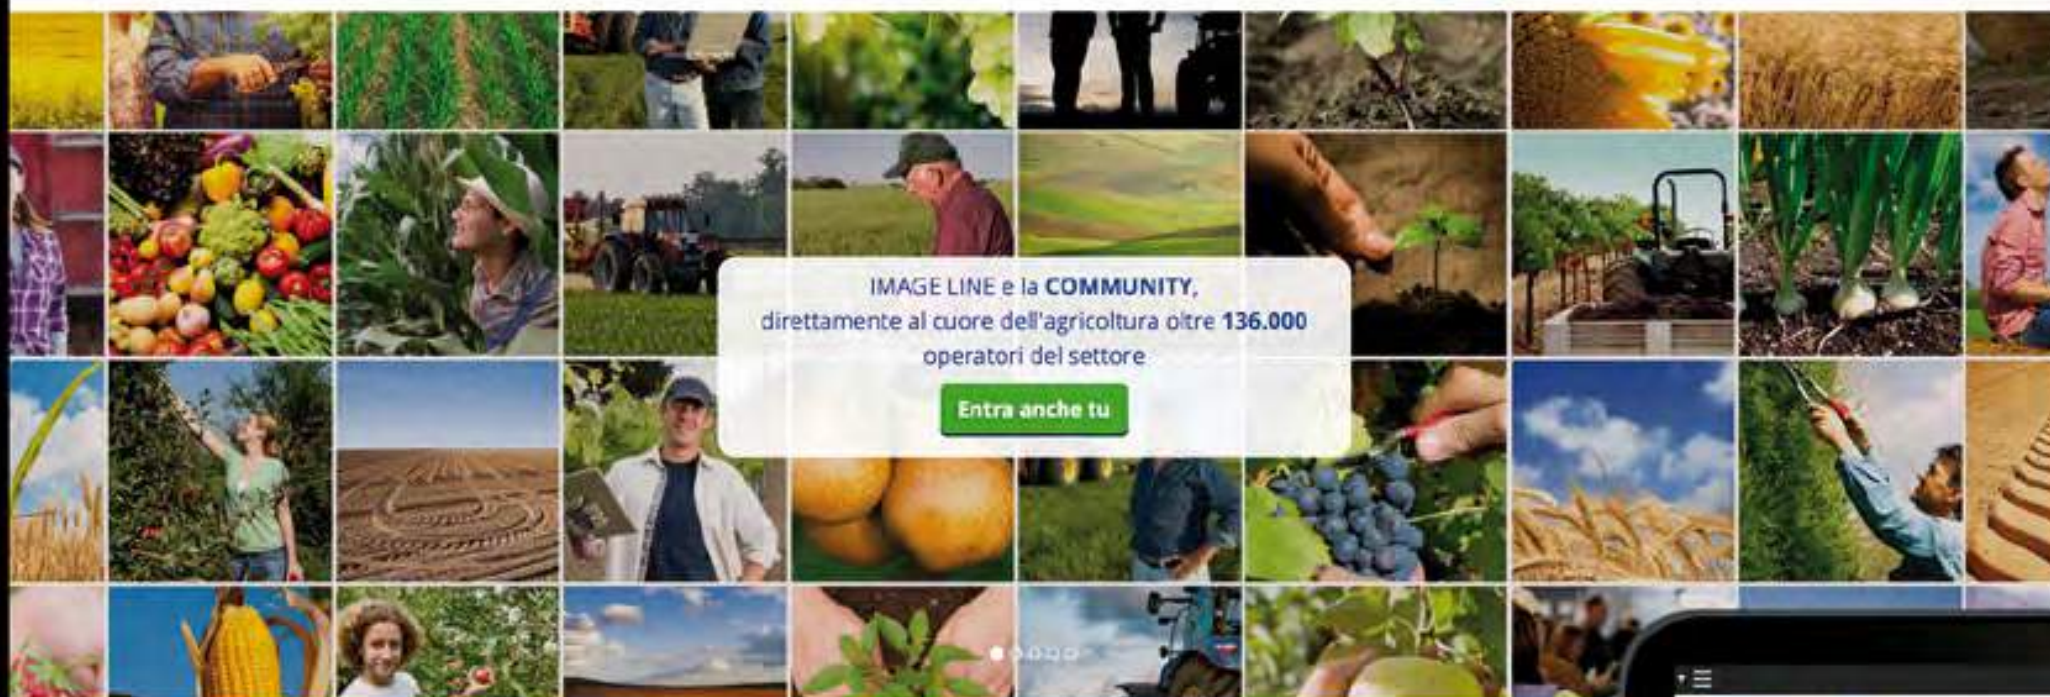 IMAGE LINE e la COMMUNITY,
direttamente al cuore dell'agricoltura oltre 136.000
operatori del settore
Entra anche tu